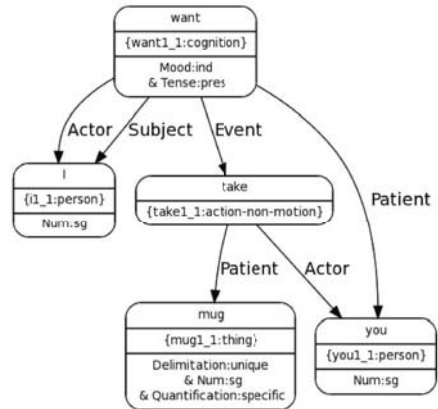 want
{want1_1:cognition}
Mood:ind
& Tense:pres
Actor Subject Event
I
{i1_1:person}
Num:sg
take
{take1_1:action-non-motion}
Patient
Patient Actor
mug
{mug1_1:thing}
Delimitation:unique
& Num:sg
& Quantification:specific
you
{you1_1:person}
Num:sg